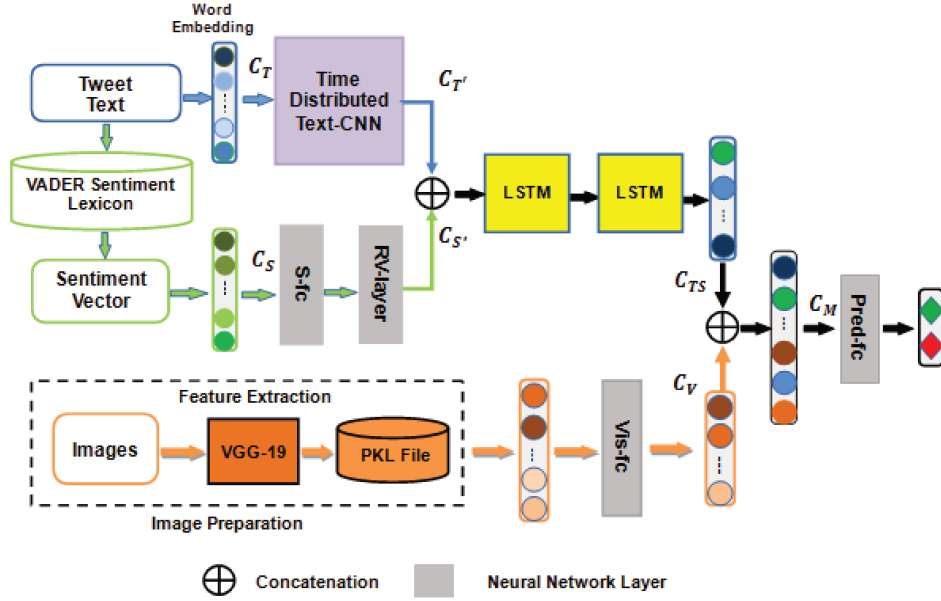 Word
Embedding
Tweet
Text
C_T
Time
Distributed
Text-CNN
C_T'
VADER Sentiment
Lexicon
LSTM
LSTM
Sentiment
Vector
C_S
S-fc
RV-layer
C_S'
C_TS
C_M
Pred-fc
Feature Extraction
Images
VGG-19
PKL File
Vis-fc
C_V
Image Preparation
Concatenation
Neural Network Layer